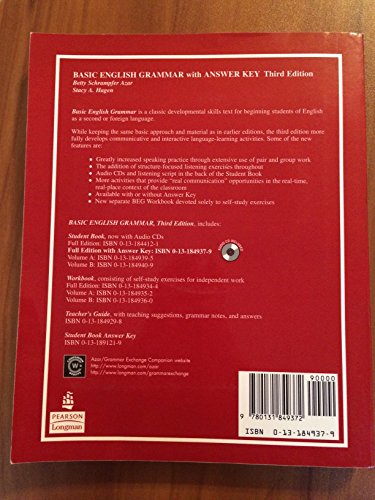 BASIC ENGLISH GRAMMAR with ANSWER KEY Third Edition
Betty Schrampfer Azar
Stacy A. Hagen
Basic English Grammar is a classic developmental skills text for beginning students of English
as a second or foreign language.
While keeping the same basic approach and material as in earlier editions, the third edition more
fully develops communicative and interactive language-learning activities. Some of the new
features are:
• Greatly increased speaking practice through extensive use of pair and group work
• The addition of structure-focused listening exercises throughout
• Audio CDs and listening script in the back of the Student Book
• More activities that provide "real communication" opportunities in the real-time,
real-place context of the classroom
• Available with or without Answer Key
• New separate BEG Workbook devoted solely to self-study exercises
BASIC ENGLISH GRAMMAR, Third Edition, includes:
Student Book, now with Audio CDs
Full Edition: ISBN 0-13-184412-1
Full Edition with Answer Key: ISBN 0-13-184937-9
Volume A: ISBN 0-13-184939-5
Volume B: ISBN 0-13-184940-9
Workbook, consisting of self-study exercises for independent work
Full Edition: ISBN 0-13-184934-4
Volume A: ISBN 0-13-184935-2
Volume B: ISBN 0-13-184936-0
Teacher's Guide, with teaching suggestions, grammar notes, and answers
ISBN 0-13-184929-8
Student Book Answer Key
ISBN 0-13-189121-9
W
Azar/Grammar Exchange Companion website
http://www.longman.com/azar
http://www.longman.com/grammarexchange
PEARSON
Longman
90000
9 780131 849372
ISBN 0-13-184937-9